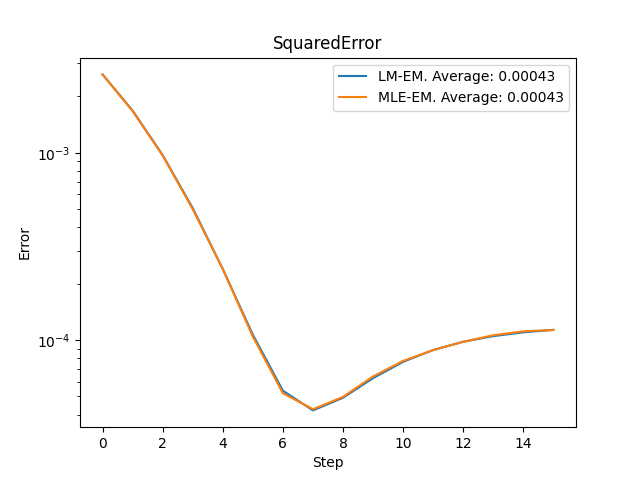 SquaredError
LM-EM. Average: 0.00043
MLE-EM. Average: 0.00043
10⁻³
10⁻⁴
Error
0 2 4 6 8 10 12 14
Step